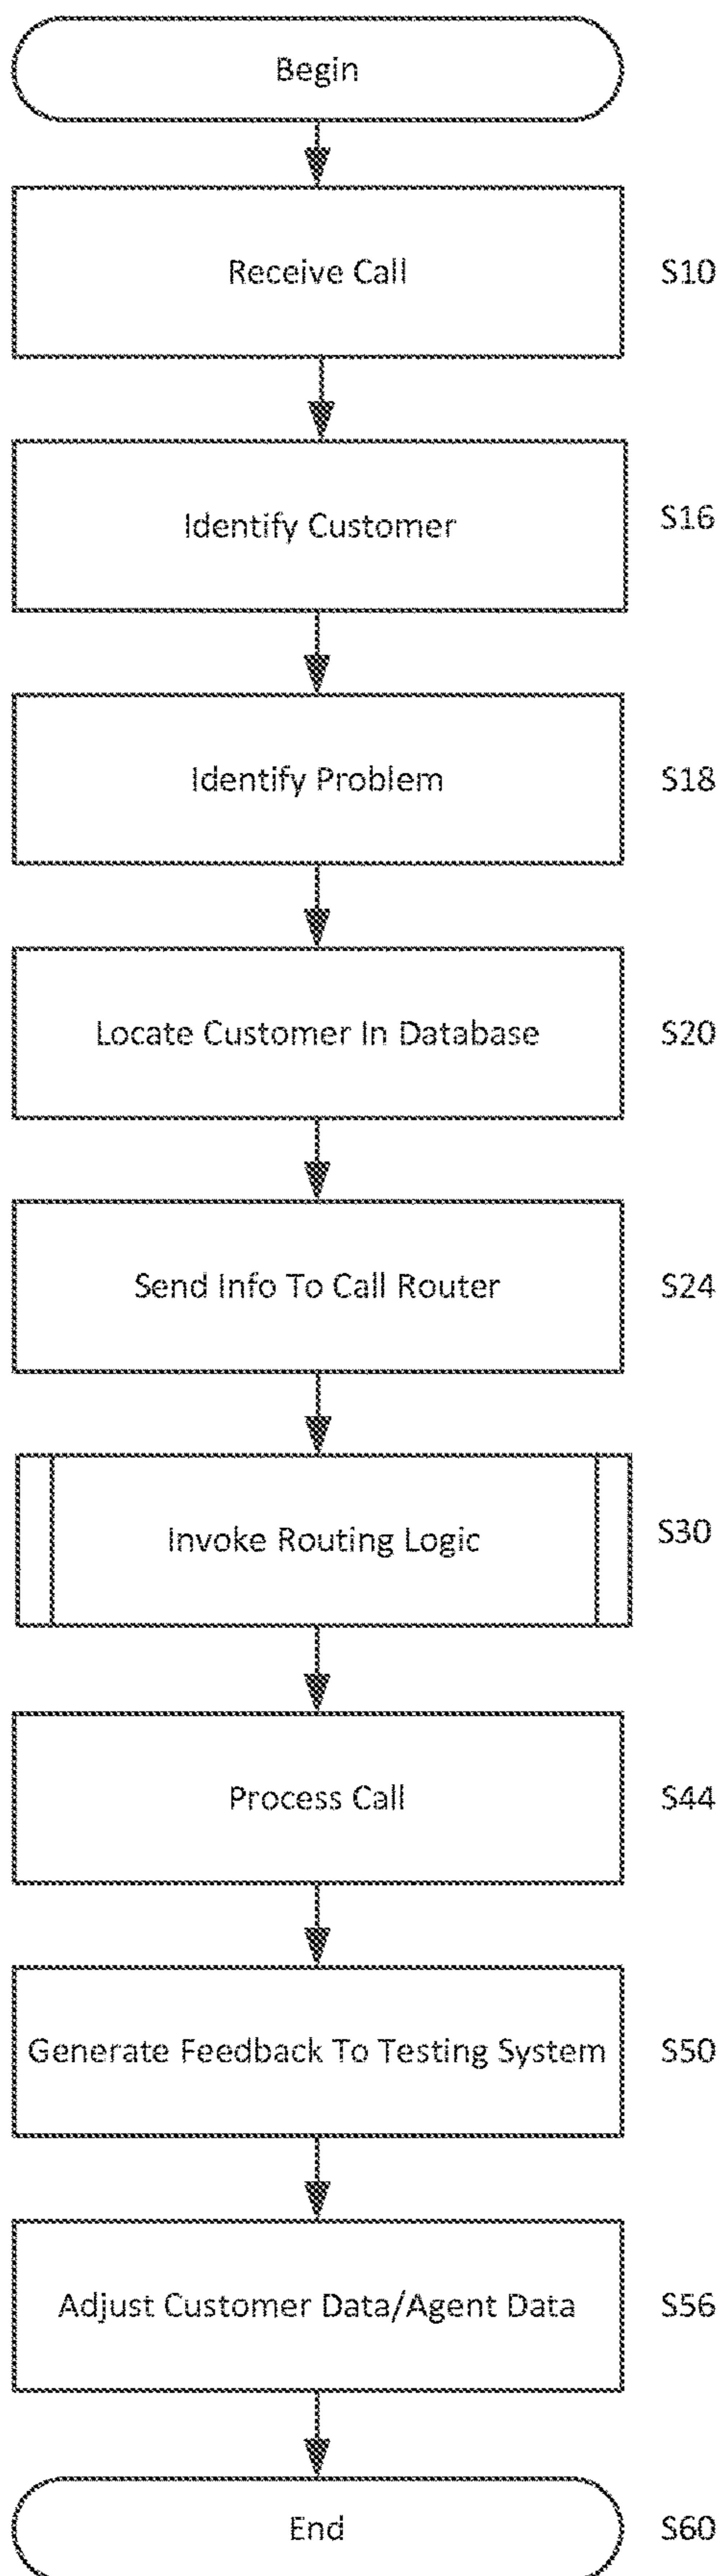 Begin
Receive Call S10
Identify Customer S16
Identify Problem S18
Locate Customer In Database S20
Send Info To Call Router S24
Invoke Routing Logic S30
Process Call S44
Generate Feedback To Testing System S50
Adjust Customer Data/Agent Data S56
End S60